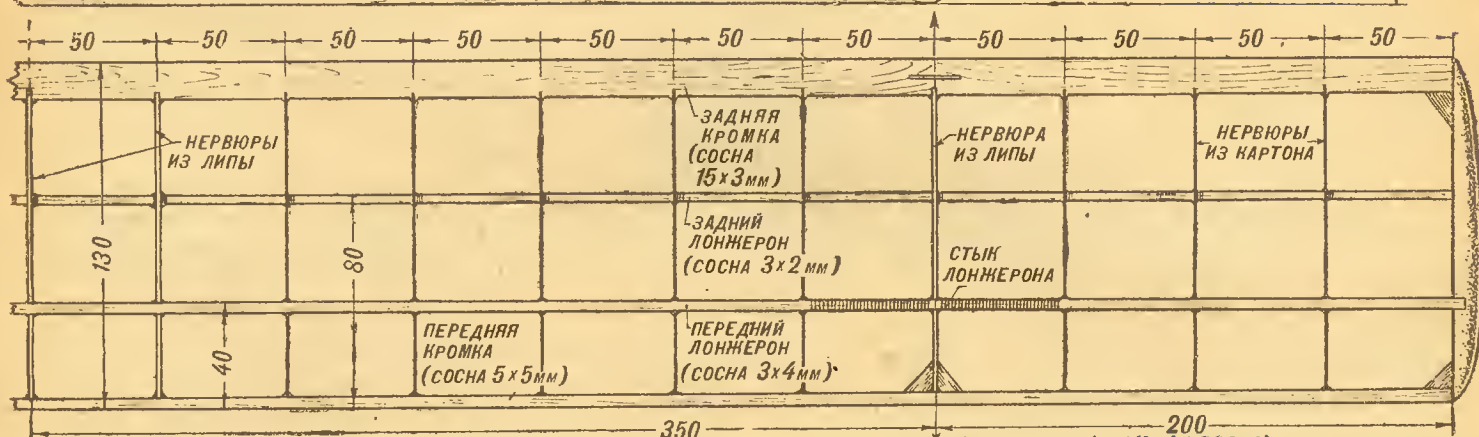 50 50 50 50 50 50 50 50 50 50 50
НЕРВЮРЫ
ИЗ ЛИПЫ
ЗАДНЯЯ
КРОМКА
(СОСНА
15×3мм)
НЕРВЮРА
ИЗ ЛИПЫ
НЕРВЮРЫ
ИЗ КАРТОНА
130
80
ЗАДНИЙ
ЛОНЖЕРОН
(СОСНА 3×2 мм)
СТЫК
ЛОНЖЕРОНА
40
ПЕРЕДНЯЯ
КРОМКА
(СОСНА 5×5мм)
ПЕРЕДНИЙ
ЛОНЖЕРОН
(СОСНА 3×4мм)
350
200